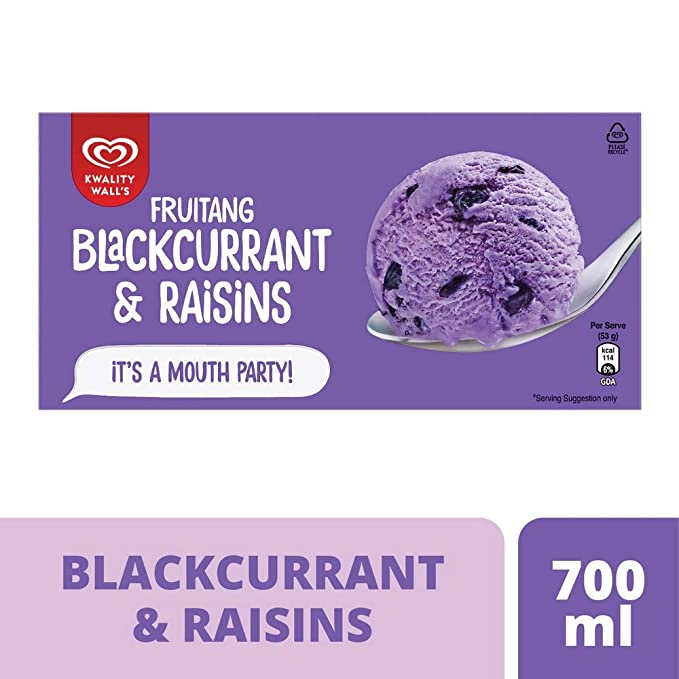 KWALITY
WALL'S
FRUITANG
BLaCKCURRANT
& RAiSiNS
iT'S A MOUTH PARTY!
PLEASE
RECYCLE*
Per Serve
(53 g)
kcal
114
6%
GDA
*Serving Suggestion only
BLACKCURRANT
& RAISINS
700
ml